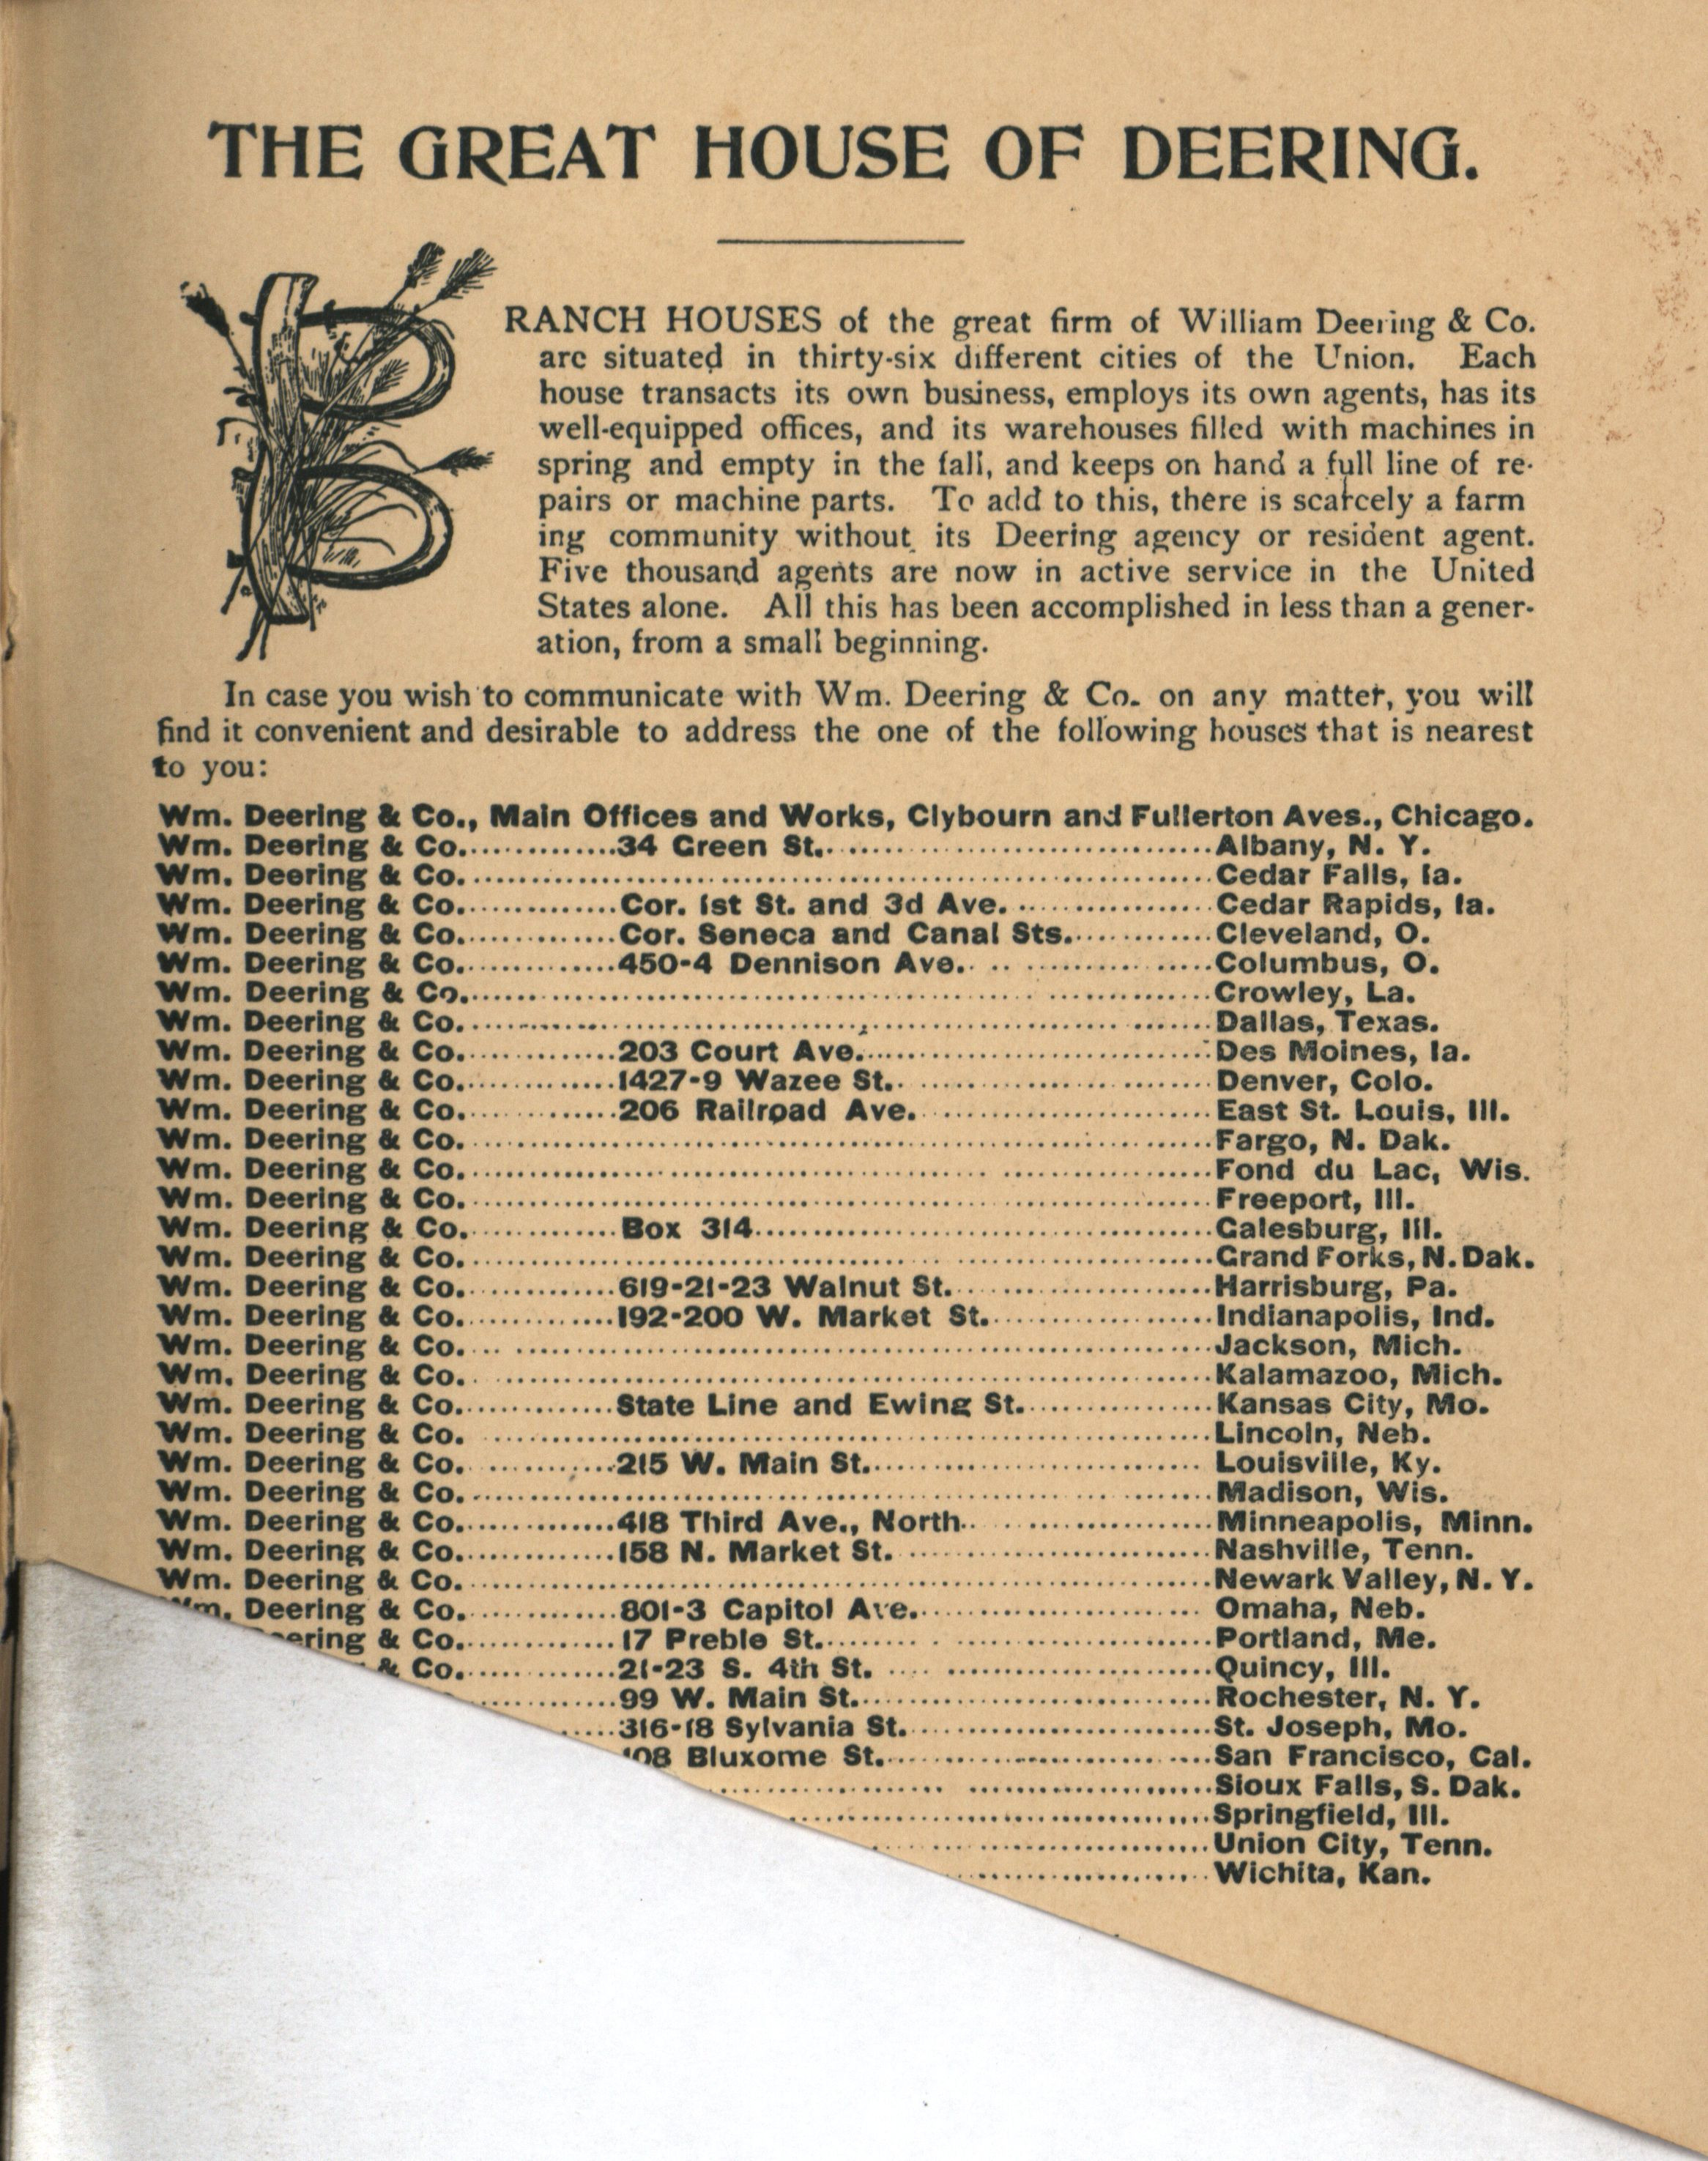 THE GREAT HOUSE OF DEERING.
BRANCH HOUSES of the great firm of William Deering & Co.
are situated in thirty-six different cities of the Union. Each
house transacts its own business, employs its own agents, has its
well-equipped offices, and its warehouses filled with machines in
spring and empty in the fall, and keeps on hand a full line of re-
pairs or machine parts. To add to this, there is scarcely a farm
ing community without its Deering agency or resident agent.
Five thousand agents are now in active service in the United
States alone. All this has been accomplished in less than a gener-
ation, from a small beginning.
In case you wish to communicate with Wm. Deering & Co. on any matter, you will
find it convenient and desirable to address the one of the following houses that is nearest
to you:
Wm. Deering & Co., Main Offices and Works, Clybourn and Fullerton Aves., Chicago.
Wm. Deering & Co. 34 Green St. Albany, N. Y.
Wm. Deering & Co. Cedar Falls, Ia.
Wm. Deering & Co. Cor. 1st St. and 3d Ave. Cedar Rapids, Ia.
Wm. Deering & Co. Cor. Seneca and Canal Sts. Cleveland, O.
Wm. Deering & Co. 450-4 Dennison Ave. Columbus, O.
Wm. Deering & Co. Crowley, La.
Wm. Deering & Co. Dallas, Texas.
Wm. Deering & Co. 203 Court Ave. Des Moines, Ia.
Wm. Deering & Co. 1427-9 Wazee St. Denver, Colo.
Wm. Deering & Co. 206 Railroad Ave. East St. Louis, Ill.
Wm. Deering & Co. Fargo, N. Dak.
Wm. Deering & Co. Fond du Lac, Wis.
Wm. Deering & Co. Freeport, Ill.
Wm. Deering & Co. Box 314 Galesburg, Ill.
Wm. Deering & Co. Grand Forks, N. Dak.
Wm. Deering & Co. 619-21-23 Walnut St. Harrisburg, Pa.
Wm. Deering & Co. 192-200 W. Market St. Indianapolis, Ind.
Wm. Deering & Co. Jackson, Mich.
Wm. Deering & Co. Kalamazoo, Mich.
Wm. Deering & Co. State Line and Ewing St. Kansas City, Mo.
Wm. Deering & Co. Lincoln, Neb.
Wm. Deering & Co. 215 W. Main St. Louisville, Ky.
Wm. Deering & Co. Madison, Wis.
Wm. Deering & Co. 418 Third Ave., North Minneapolis, Minn.
Wm. Deering & Co. 158 N. Market St. Nashville, Tenn.
Wm. Deering & Co. Newark Valley, N. Y.
Wm. Deering & Co. 801-3 Capitol Ave. Omaha, Neb.
eering & Co. 17 Preble St. Portland, Me.
& Co. 21-23 S. 4th St. Quincy, Ill.
99 W. Main St. Rochester, N. Y.
316-18 Sylvania St. St. Joseph, Mo.
108 Bluxome St. San Francisco, Cal.
Sioux Falls, S. Dak.
Springfield, Ill.
Union City, Tenn.
Wichita, Kan.